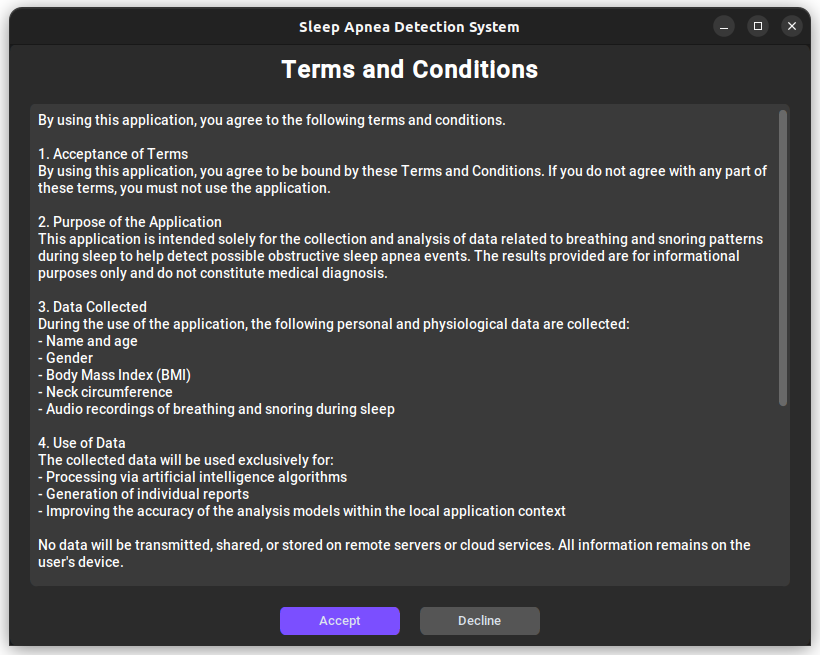 Sleep Apnea Detection System
Terms and Conditions
By using this application, you agree to the following terms and conditions.
1. Acceptance of Terms
By using this application, you agree to be bound by these Terms and Conditions. If you do not agree with any part of
these terms, you must not use the application.
2. Purpose of the Application
This application is intended solely for the collection and analysis of data related to breathing and snoring patterns
during sleep to help detect possible obstructive sleep apnea events. The results provided are for informational
purposes only and do not constitute medical diagnosis.
3. Data Collected
During the use of the application, the following personal and physiological data are collected:
- Name and age
- Gender
- Body Mass Index (BMI)
- Neck circumference
- Audio recordings of breathing and snoring during sleep
4. Use of Data
The collected data will be used exclusively for:
- Processing via artificial intelligence algorithms
- Generation of individual reports
- Improving the accuracy of the analysis models within the local application context
No data will be transmitted, shared, or stored on remote servers or cloud services. All information remains on the
user's device.
Accept
Decline